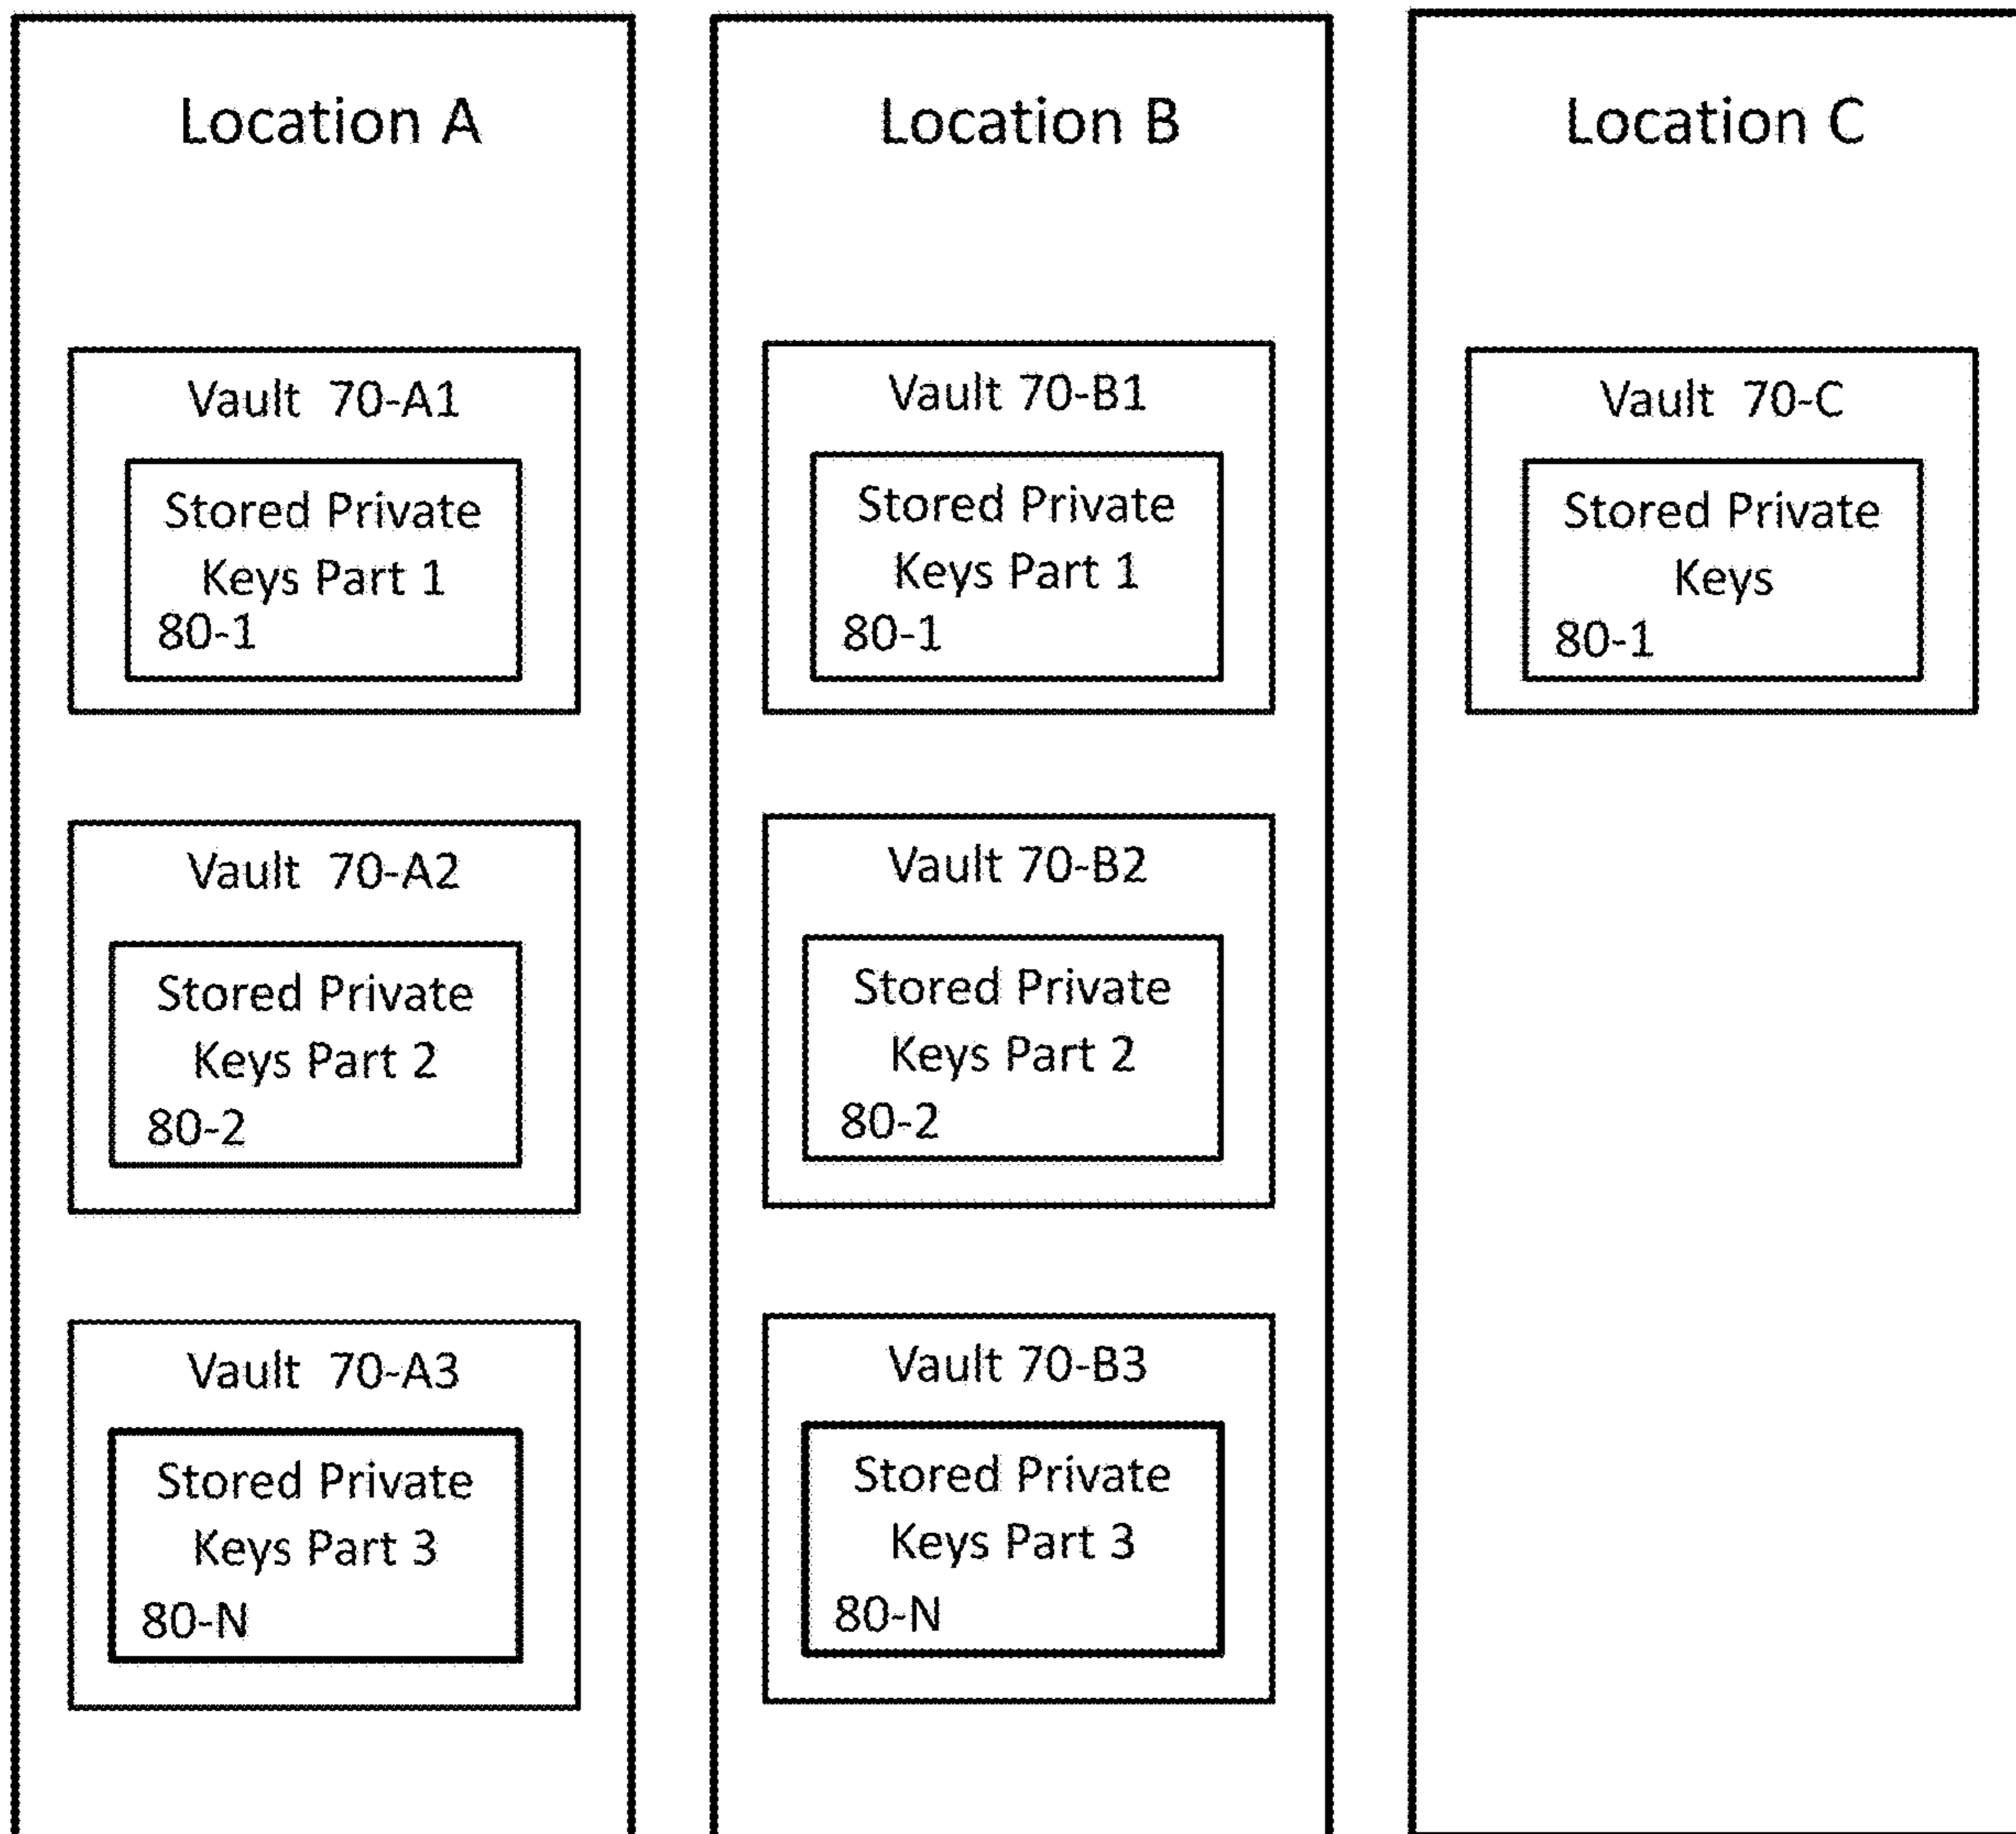 Location A
Vault 70-A1
Stored Private
Keys Part 1
80-1
Vault 70-A2
Stored Private
Keys Part 2
80-2
Vault 70-A3
Stored Private
Keys Part 3
80-N
Location B
Vault 70-B1
Stored Private
Keys Part 1
80-1
Vault 70-B2
Stored Private
Keys Part 2
80-2
Vault 70-B3
Stored Private
Keys Part 3
80-N
Location C
Vault 70-C
Stored Private
Keys
80-1